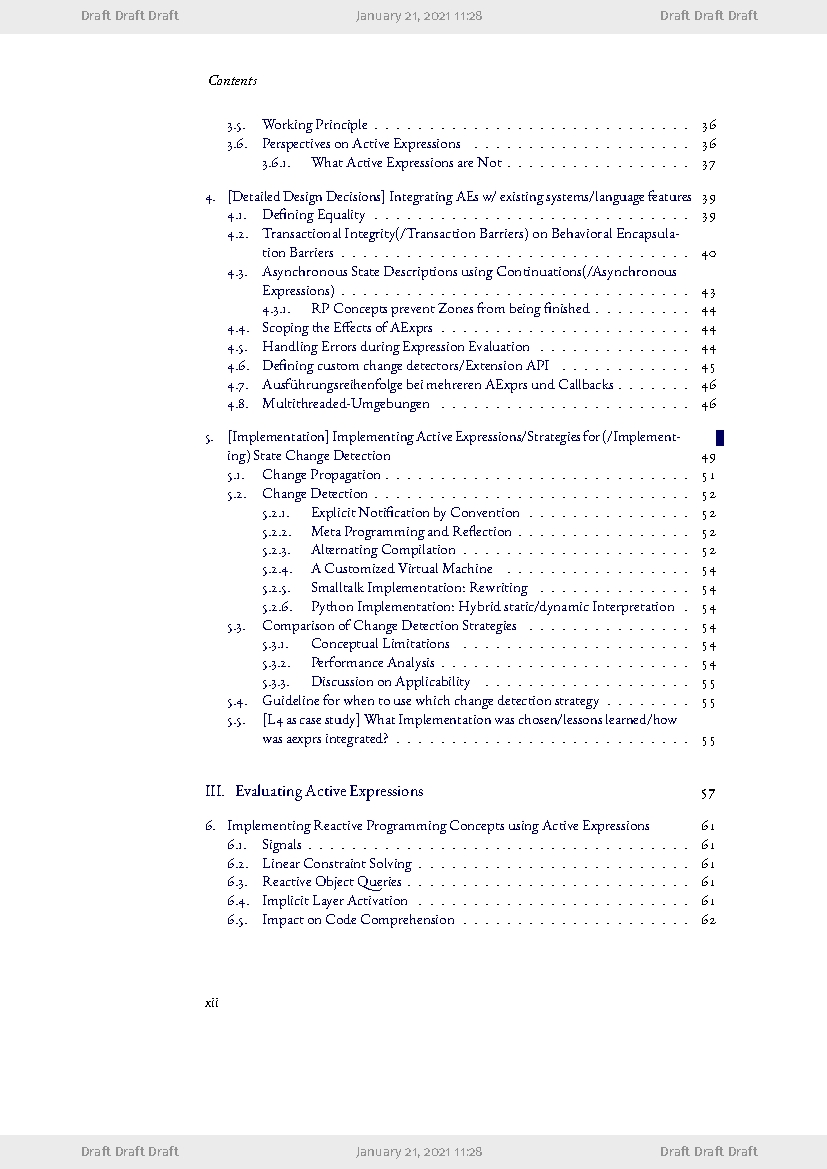 Draft Draft Draft January 21, 2021 11:28 Draft Draft Draft
Contents
3.5. Working Principle . . . . . . . . . . . . . . . . . . . . . . . . . . . . . 36
3.6. Perspectives on Active Expressions . . . . . . . . . . . . . . . . . . . . 36
3.6.1. What Active Expressions are Not . . . . . . . . . . . . . . . . . 37
4. [Detailed Design Decisions] Integrating AEs w/ existing systems/language features 39
4.1. Defining Equality . . . . . . . . . . . . . . . . . . . . . . . . . . . . . 39
4.2. Transactional Integrity(/Transaction Barriers) on Behavioral Encapsula-
tion Barriers . . . . . . . . . . . . . . . . . . . . . . . . . . . . . . . 40
4.3. Asynchronous State Descriptions using Continuations(/Asynchronous
Expressions) . . . . . . . . . . . . . . . . . . . . . . . . . . . . . . . 43
4.3.1. RP Concepts prevent Zones from being finished . . . . . . . . . 44
4.4. Scoping the Effects of AExprs . . . . . . . . . . . . . . . . . . . . . . 44
4.5. Handling Errors during Expression Evaluation . . . . . . . . . . . . . 44
4.6. Defining custom change detectors/Extension API . . . . . . . . . . . 45
4.7. Ausführungsreihenfolge bei mehreren AExprs und Callbacks . . . . . . 46
4.8. Multithreaded-Umgebungen . . . . . . . . . . . . . . . . . . . . . . 46
5. [Implementation] Implementing Active Expressions/Strategies for (/Implement-
ing) State Change Detection 49
5.1. Change Propagation . . . . . . . . . . . . . . . . . . . . . . . . . . . . 51
5.2. Change Detection . . . . . . . . . . . . . . . . . . . . . . . . . . . . . 52
5.2.1. Explicit Notification by Convention . . . . . . . . . . . . . . . 52
5.2.2. Meta Programming and Reflection . . . . . . . . . . . . . . . . 52
5.2.3. Alternating Compilation . . . . . . . . . . . . . . . . . . . . . 52
5.2.4. A Customized Virtual Machine . . . . . . . . . . . . . . . . . 54
5.2.5. Smalltalk Implementation: Rewriting . . . . . . . . . . . . . . 54
5.2.6. Python Implementation: Hybrid static/dynamic Interpretation . 54
5.3. Comparison of Change Detection Strategies . . . . . . . . . . . . . . 54
5.3.1. Conceptual Limitations . . . . . . . . . . . . . . . . . . . . . 54
5.3.2. Performance Analysis . . . . . . . . . . . . . . . . . . . . . . . 54
5.3.3. Discussion on Applicability . . . . . . . . . . . . . . . . . . . 55
5.4. Guideline for when to use which change detection strategy . . . . . . . 55
5.5. [L4 as case study] What Implementation was chosen/lessons learned/how
was aexprs integrated? . . . . . . . . . . . . . . . . . . . . . . . . . . 55
III. Evaluating Active Expressions 57
6. Implementing Reactive Programming Concepts using Active Expressions 61
6.1. Signals . . . . . . . . . . . . . . . . . . . . . . . . . . . . . . . . . . 61
6.2. Linear Constraint Solving . . . . . . . . . . . . . . . . . . . . . . . . 61
6.3. Reactive Object Queries . . . . . . . . . . . . . . . . . . . . . . . . . 61
6.4. Implicit Layer Activation . . . . . . . . . . . . . . . . . . . . . . . . 61
6.5. Impact on Code Comprehension . . . . . . . . . . . . . . . . . . . . . 62
xii
Draft Draft Draft January 21, 2021 11:28 Draft Draft Draft